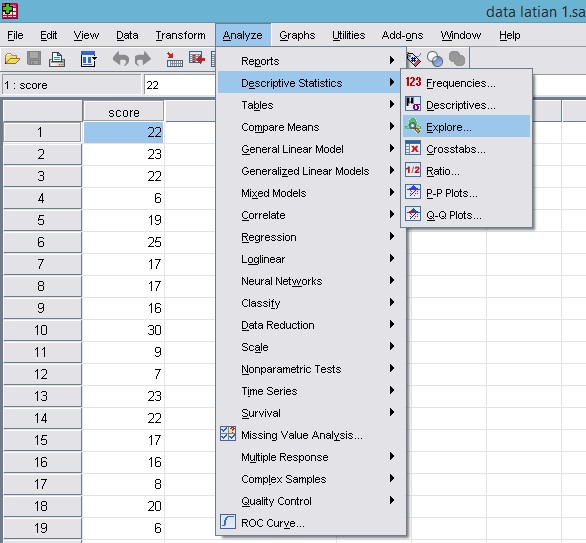 data latian 1.sa
File Edit View Data Transform Analyze Graphs Utilities Add-ons Window Help
1 : score 22
score
1 22
2 23
3 22
4 6
5 19
6 25
7 17
8 17
9 16
10 30
11 9
12 7
13 23
14 22
15 17
16 16
17 8
18 20
19 6
Reports
Descriptive Statistics
Tables
Compare Means
General Linear Model
Generalized Linear Models
Mixed Models
Correlate
Regression
Loglinear
Neural Networks
Classify
Data Reduction
Scale
Nonparametric Tests
Time Series
Survival
Missing Value Analysis...
Multiple Response
Complex Samples
Quality Control
ROC Curve...
123 Frequencies...
Descriptives...
Explore...
Crosstabs...
1/2 Ratio...
P-P Plots...
Q-Q Plots...